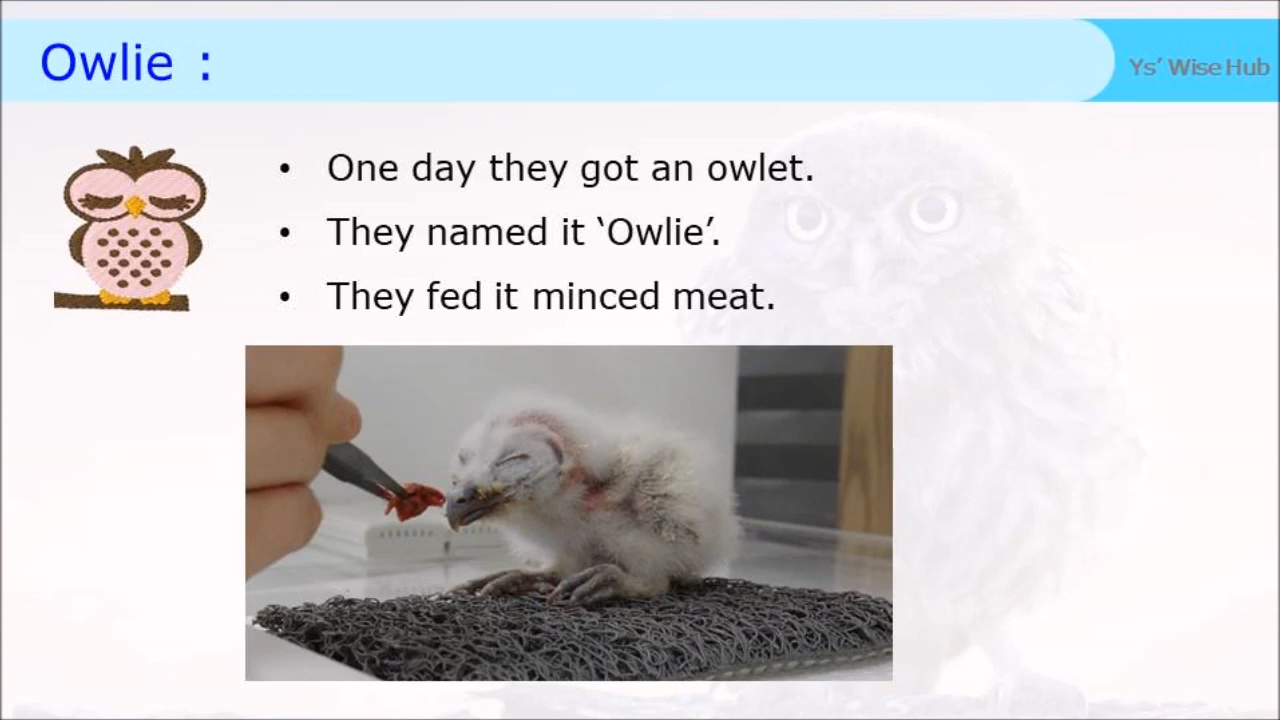 Owlie :
Ys’ Wise Hub
• One day they got an owlet.
• They named it ‘Owlie’.
• They fed it minced meat.